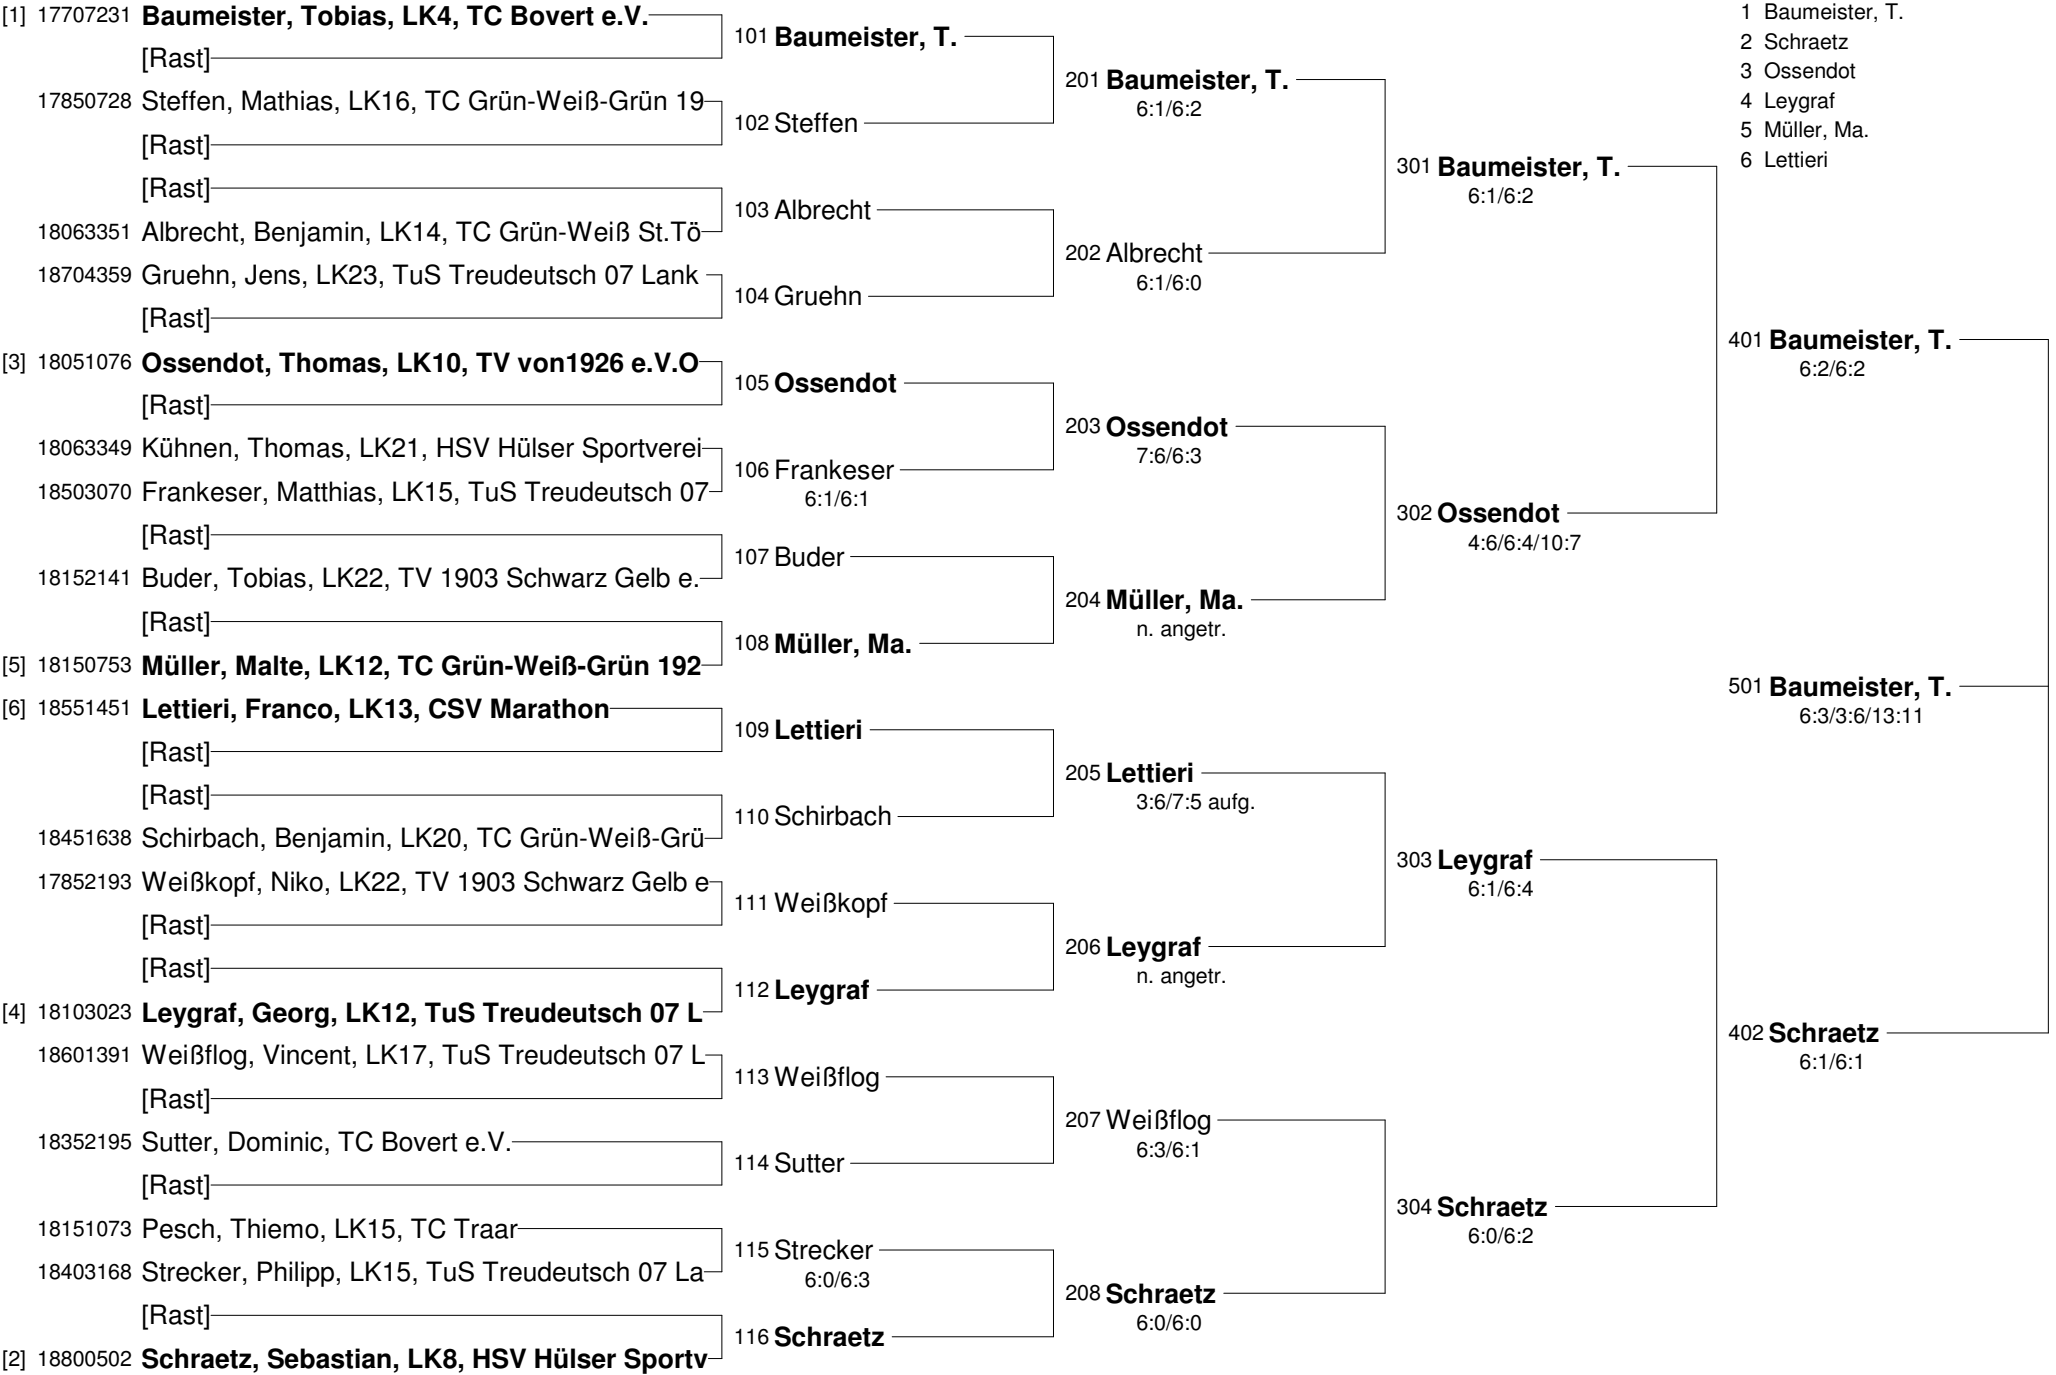 [1] 17707231 Baumeister, Tobias, LK4, TC Bovert e.V.
[Rast]
17850728 Steffen, Mathias, LK16, TC Grün-Weiß-Grün 19
[Rast]
[Rast]
18063351 Albrecht, Benjamin, LK14, TC Grün-Weiß St.Tö
18704359 Gruehn, Jens, LK23, TuS Treudeutsch 07 Lank
[Rast]
[3] 18051076 Ossendot, Thomas, LK10, TV von1926 e.V.O
[Rast]
18063349 Kühnen, Thomas, LK21, HSV Hülser Sportverei
18503070 Frankeser, Matthias, LK15, TuS Treudeutsch 07
[Rast]
18152141 Buder, Tobias, LK22, TV 1903 Schwarz Gelb e.
[Rast]
[5] 18150753 Müller, Malte, LK12, TC Grün-Weiß-Grün 192
[6] 18551451 Lettieri, Franco, LK13, CSV Marathon
[Rast]
[Rast]
18451638 Schirbach, Benjamin, LK20, TC Grün-Weiß-Grü
17852193 Weißkopf, Niko, LK22, TV 1903 Schwarz Gelb e
[Rast]
[Rast]
[4] 18103023 Leygraf, Georg, LK12, TuS Treudeutsch 07 L
18601391 Weißflog, Vincent, LK17, TuS Treudeutsch 07 L
[Rast]
18352195 Sutter, Dominic, TC Bovert e.V.
[Rast]
18151073 Pesch, Thiemo, LK15, TC Traar
18403168 Strecker, Philipp, LK15, TuS Treudeutsch 07 La
[Rast]
[2] 18800502 Schraetz, Sebastian, LK8, HSV Hülser Sportv
101 Baumeister, T.
102 Steffen
103 Albrecht
104 Gruehn
105 Ossendot
106 Frankeser
6:1/6:1
107 Buder
108 Müller, Ma.
109 Lettieri
110 Schirbach
111 Weißkopf
112 Leygraf
113 Weißflog
114 Sutter
115 Strecker
6:0/6:3
116 Schraetz
201 Baumeister, T.
6:1/6:2
202 Albrecht
6:1/6:0
203 Ossendot
7:6/6:3
204 Müller, Ma.
n. angetr.
205 Lettieri
3:6/7:5 aufg.
206 Leygraf
n. angetr.
207 Weißflog
6:3/6:1
208 Schraetz
6:0/6:0
301 Baumeister, T.
6:1/6:2
302 Ossendot
4:6/6:4/10:7
303 Leygraf
6:1/6:4
304 Schraetz
6:0/6:2
401 Baumeister, T.
6:2/6:2
402 Schraetz
6:1/6:1
501 Baumeister, T.
6:3/3:6/13:11
1 Baumeister, T.
2 Schraetz
3 Ossendot
4 Leygraf
5 Müller, Ma.
6 Lettieri